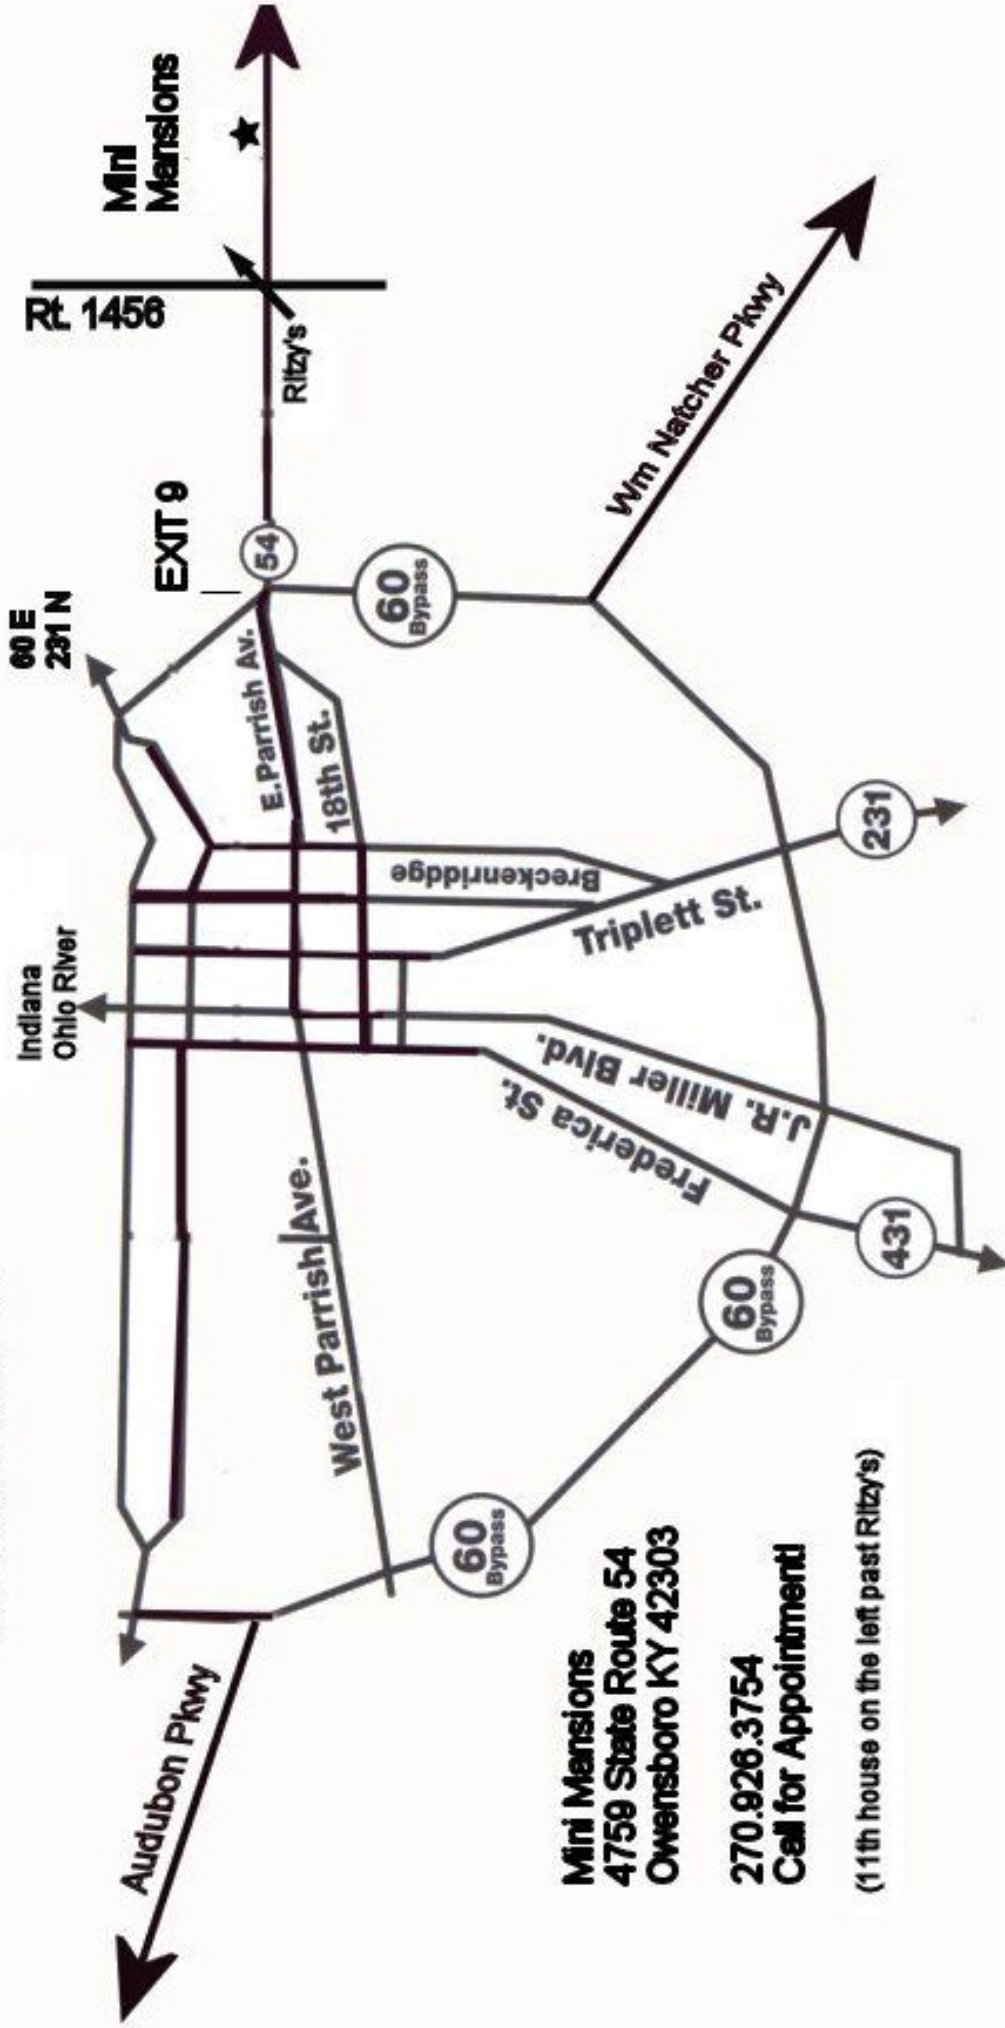 Indiana
Ohio River
60 E
231 N
EXIT 9
Rt. 1456
Mini
Mansions
Ritzy's
54
Audubon Pkwy
West Parrish Ave.
E.Parrish Av.
18th St.
60
Bypass
Breckenriddge
Wm Natcher Pkwy
Triplett St.
J.R. Miller Blvd.
Frederica St.
231
60
Bypass
60
Bypass
431
Mini Mansions
4759 State Route 54
Owensboro KY 42303
270.926.3754
Call for Appointment!
(11th house on the left past Ritzy's)